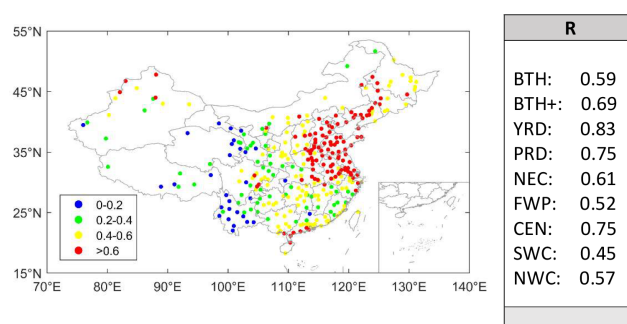 55°N
45°N
35°N
25°N
15°N
70°E 80°E 90°E 100°E 110°E 120°E 130°E 140°E
0-0.2
0.2-0.4
0.4-0.6
>0.6
R
BTH: 0.59
BTH+: 0.69
YRD: 0.83
PRD: 0.75
NEC: 0.61
FWP: 0.52
CEN: 0.75
SWC: 0.45
NWC: 0.57